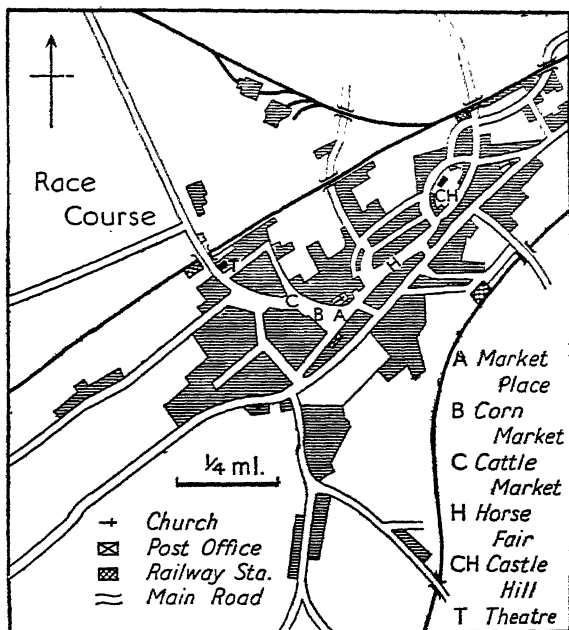 Race
Course
CH
T
H
C
B A
¼ ml.
Church
Post Office
Railway Sta.
Main Road
A Market
Place
B Corn
Market
C Cattle
Market
H Horse
Fair
CH Castle
Hill
T Theatre